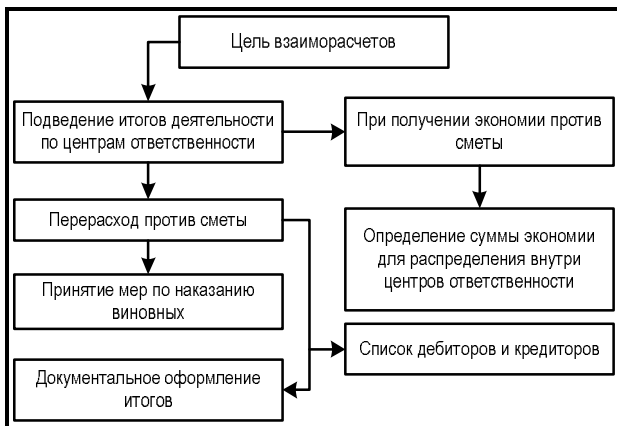 Цель взаиморасчетов
Подведение итогов деятельности
по центрам ответственности
При получении экономии против
сметы
Перерасход против сметы
Определение суммы экономии
для распределения внутри
центров ответственности
Принятие мер по наказанию
виновных
Список дебиторов и кредиторов
Документальное оформление
итогов